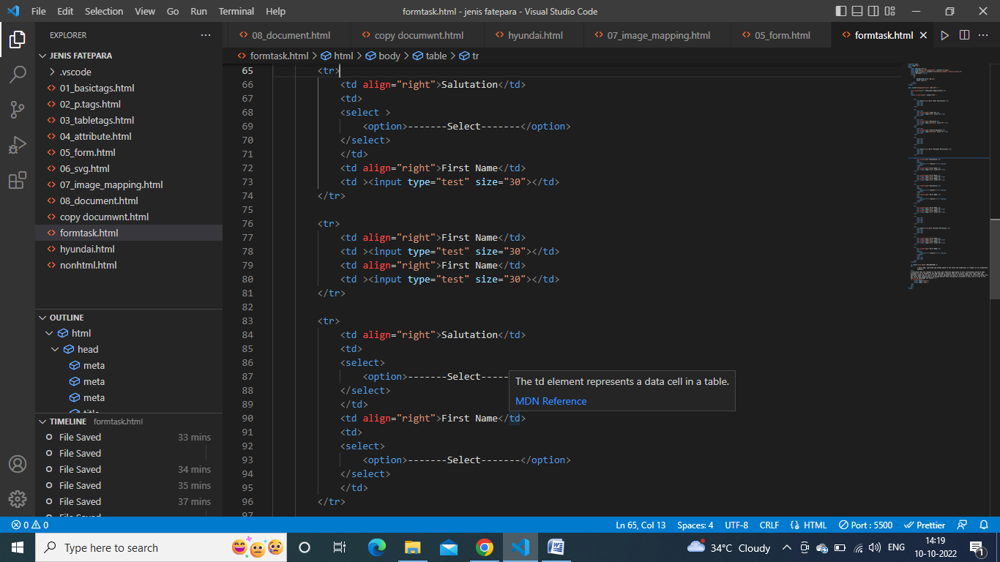 File Edit Selection View Go Run Terminal Help formtask.html - jenis fatepara - Visual Studio Code
EXPLORER
08_document.html copy documwnt.html hyundai.html 07_image_mapping.html 05_form.html formtask.html
formtask.html > html > body > table > tr
JENIS FATEPARA
.vscode
01_basictags.html
02_p.tags.html
03_tabletags.html
04_attribute.html
05_form.html
06_svg.html
07_image_mapping.html
08_document.html
copy documwnt.html
formtask.html
hyundai.html
nonhtml.html
OUTLINE
html
head
meta
meta
meta
title
TIMELINE formtask.html
File Saved 33 mins
File Saved
File Saved 34 mins
File Saved 35 mins
File Saved 37 mins
File Saved
65 <tr>
66 <td align="right">Salutation</td>
67 <td>
68 <select >
69 <option>-------Select-------</option>
70 </select>
71 </td>
72 <td align="right">First Name</td>
73 <td ><input type="test" size="30"></td>
74 </tr>
75
76 <tr>
77 <td align="right">First Name</td>
78 <td ><input type="test" size="30"></td>
79 <td align="right">First Name</td>
80 <td ><input type="test" size="30"></td>
81 </tr>
82
83 <tr>
84 <td align="right">Salutation</td>
85 <td>
86 <select>
87 <option>-------Select-----
88 </select>
89 </td>
90 <td align="right">First Name</td>
91 <td>
92 <select>
93 <option>-------Select-------</option>
94 </select>
95 </td>
96 </tr>
97
The td element represents a data cell in a table.
MDN Reference
0 0 Ln 65, Col 13 Spaces: 4 UTF-8 CRLF HTML Port : 5500 Prettier
Type here to search 34°C Cloudy ENG 14:19
10-10-2022 1